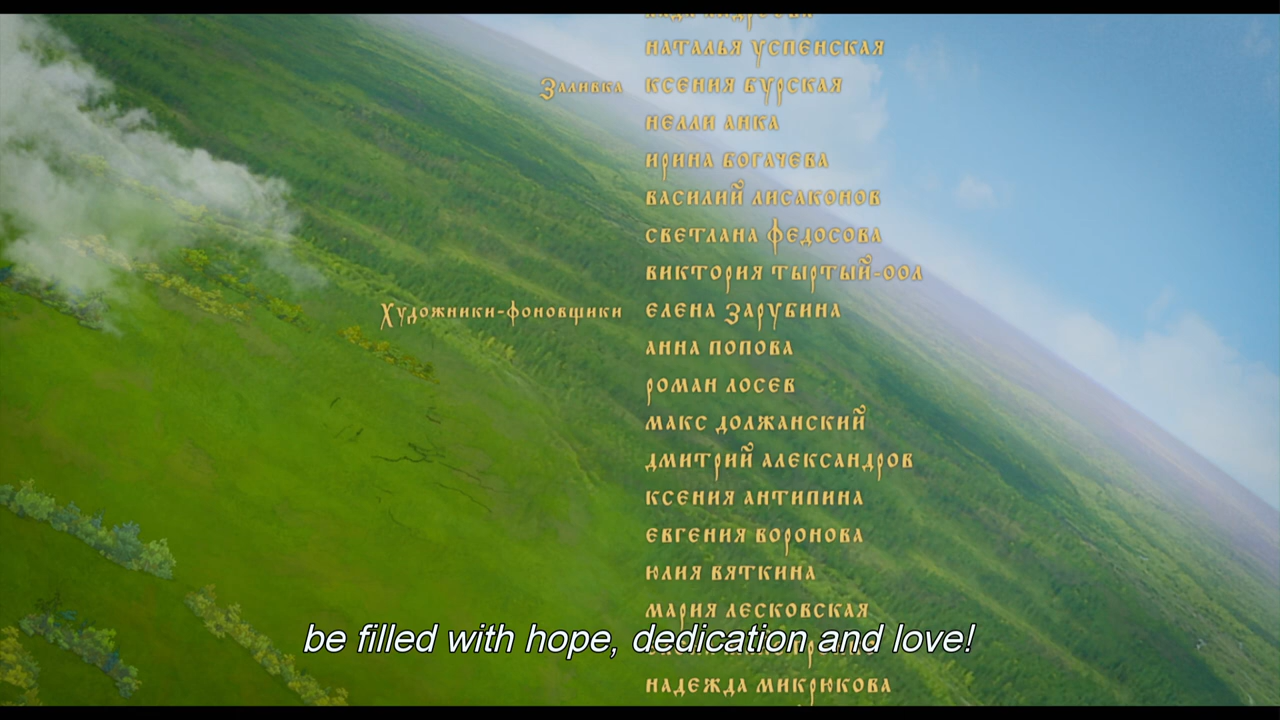 НАТАЛЬЯ УСПЕНСКАЯ
Заливка КСЕНИЯ БУРСКАЯ
НЕЛЛИ АНКА
ИРИНА БОГАЧЕВА
ВАСИЛИЙ ЛИСАКОНОВ
СВЕТЛАНА ФЕДОСОВА
ВИКТОРИЯ ТЫРТЫЙ-ООЛ
Художники-фоновщики ЕЛЕНА ЗАРУБИНА
АННА ПОПОВА
РОМАН ЛОСЕВ
МАКС ДОЛЖАНСКИЙ
ДМИТРИЙ АЛЕКСАНДРОВ
КСЕНИЯ АНТИПИНА
ЕВГЕНИЯ ВОРОНОВА
ЮЛИЯ ВЯТКИНА
МАРИЯ ЛЕСКОВСКАЯ
be filled with hope, dedication and love!
НАДЕЖДА МИКРЮКОВА